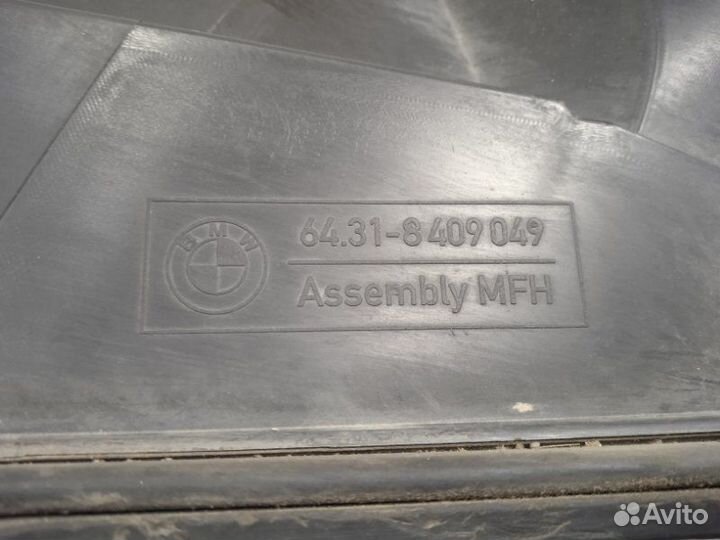 BMW
64.31-8 409 049
Assembly MFH
Avito